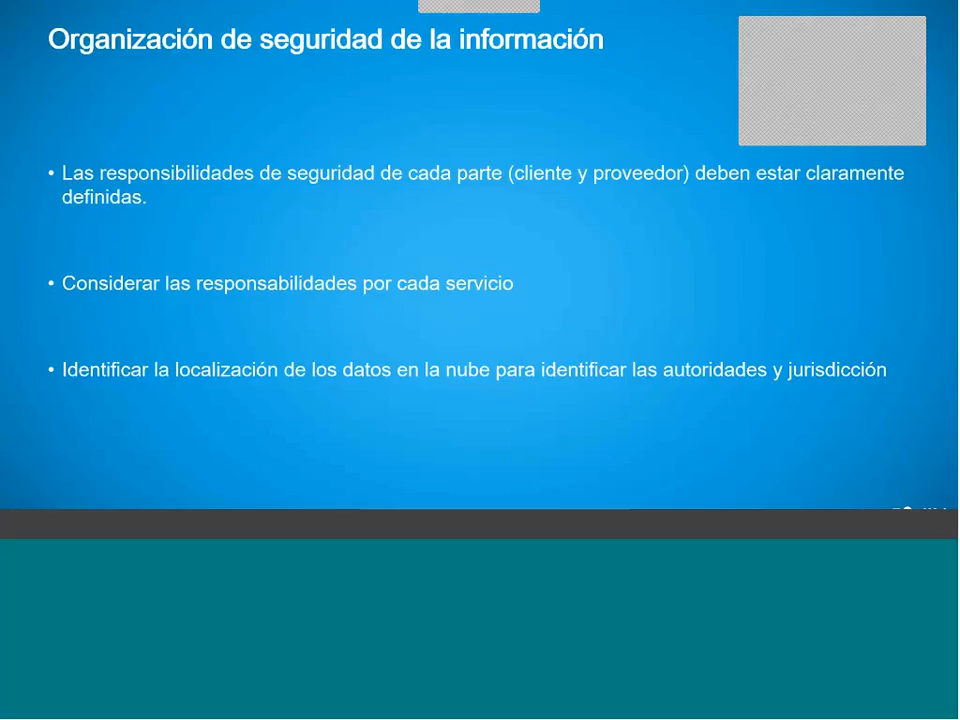 Organización de seguridad de la información
• Las responsibilidades de seguridad de cada parte (cliente y proveedor) deben estar claramente
definidas.
• Considerar las responsabilidades por cada servicio
• Identificar la localización de los datos en la nube para identificar las autoridades y jurisdicción